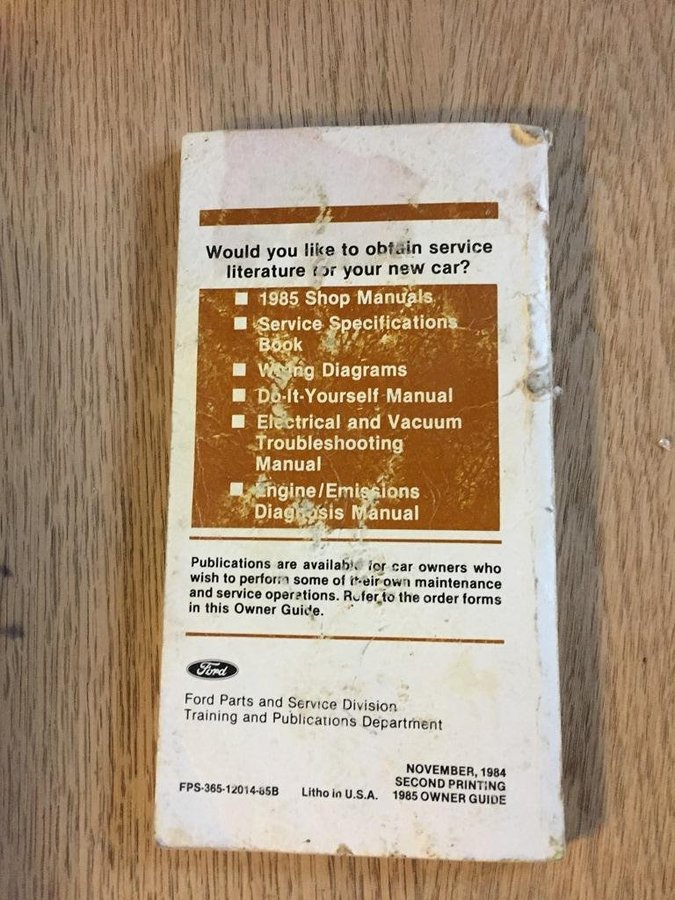 Would you like to obtain service
literature for your new car?
■ 1985 Shop Manuals
■ Service Specifications
Book
■ Wiring Diagrams
■ Do-It-Yourself Manual
■ Electrical and Vacuum
Troubleshooting
Manual
■ Engine/Emissions
Diagnosis Manual
Publications are available for car owners who
wish to perform some of their own maintenance
and service operations. Refer to the order forms
in this Owner Guide.
Ford
Ford Parts and Service Division
Training and Publications Department
NOVEMBER, 1984
SECOND PRINTING
FPS-365-12014-85B Litho in U.S.A. 1985 OWNER GUIDE